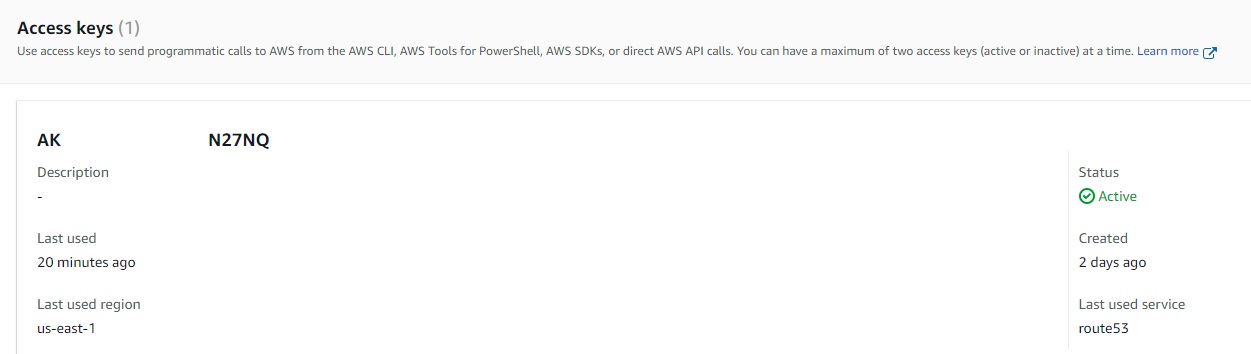 Access keys (1)
Use access keys to send programmatic calls to AWS from the AWS CLI, AWS Tools for PowerShell, AWS SDKs, or direct AWS API calls. You can have a maximum of two access keys (active or inactive) at a time. Learn more
AK N27NQ
Description
-
Status
Active
Last used
20 minutes ago
Created
2 days ago
Last used region
us-east-1
Last used service
route53